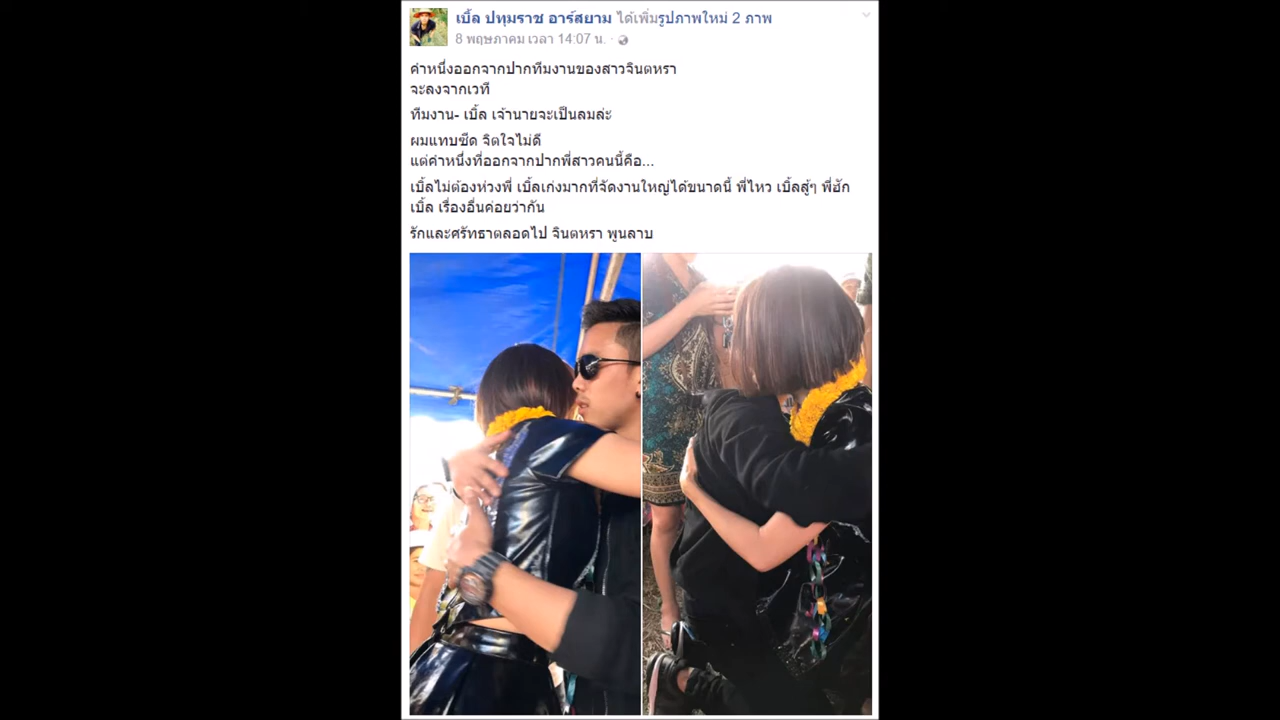 เบิ้ล ปทุมราช อาร์สยาม ได้เพิ่มรูปภาพใหม่ 2 ภาพ
8 พฤษภาคม เวลา 14:07 น. ·
คำหนึ่งออกจากปากทีมงานของสาวจินตหรา
จะลงจากเวที
ทีมงาน- เบิ้ล เจ้านายจะเป็นลมล่ะ
ผมแทบซีด จิตใจไม่ดี
แต่คำหนึ่งที่ออกจากปากพี่สาวคนนี้คือ...
เบิ้ลไม่ต้องห่วงพี่ เบิ้ลเก่งมากที่จัดงานใหญ่ได้ขนาดนี้ พี่ไหว เบิ้ลสู้ๆ พี่ฮัก
เบิ้ล เรื่องอื่นค่อยว่ากัน
รักและศรัทธาตลอดไป จินตหรา พูนลาบ